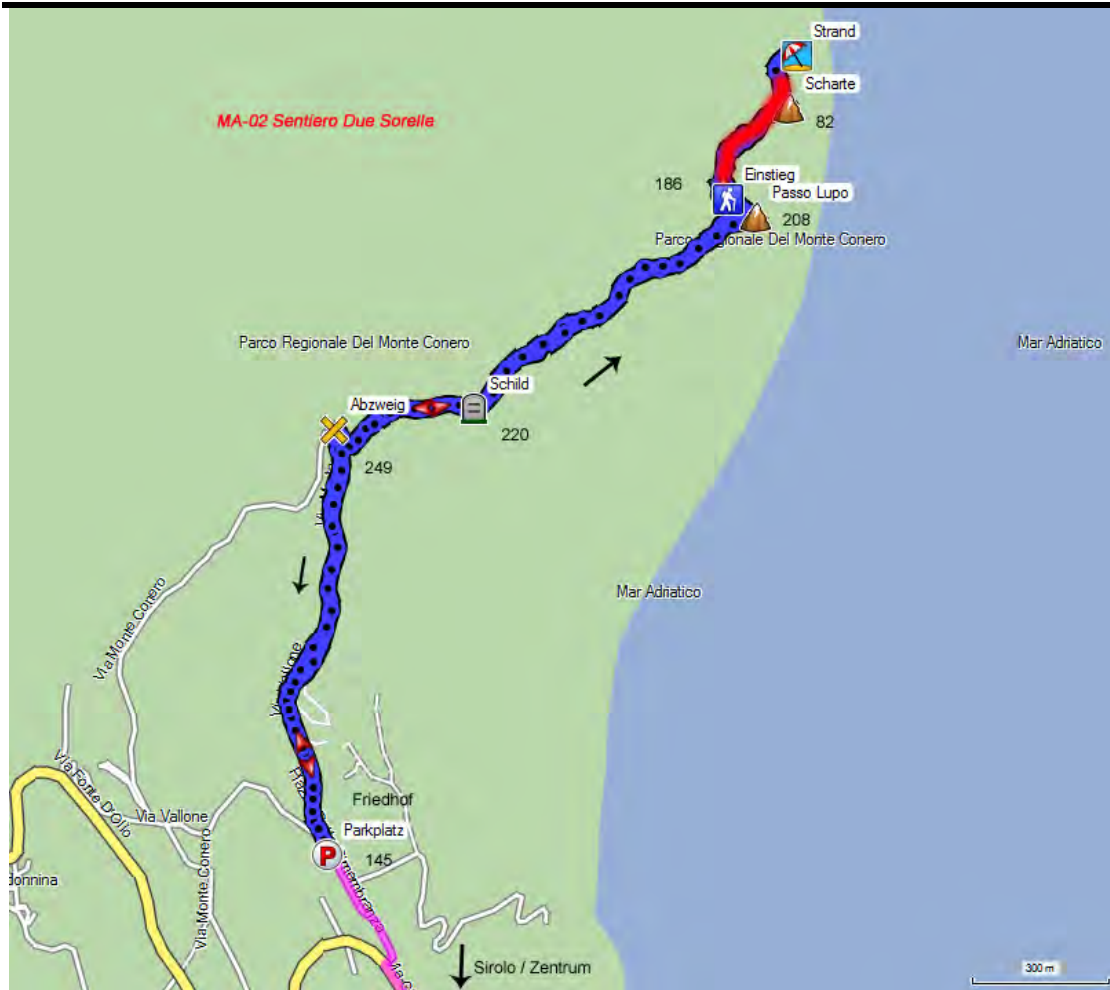 Strand
Scharte
MA-02 Sentiero Due Sorelle
82
186
Einstieg
Passo Lupo
208
Parco Regionale Del Monte Conero
Parco Regionale Del Monte Conero
Mar Adriatico
Schild
Abzweig
220
249
Mar Adriatico
Via Monte Conero
Via Fonte D'Ollo
Via Vallone
Friedhof
Parkplatz
P
145
donnina
Via Monte Conero
Sirolo / Zentrum
300 m